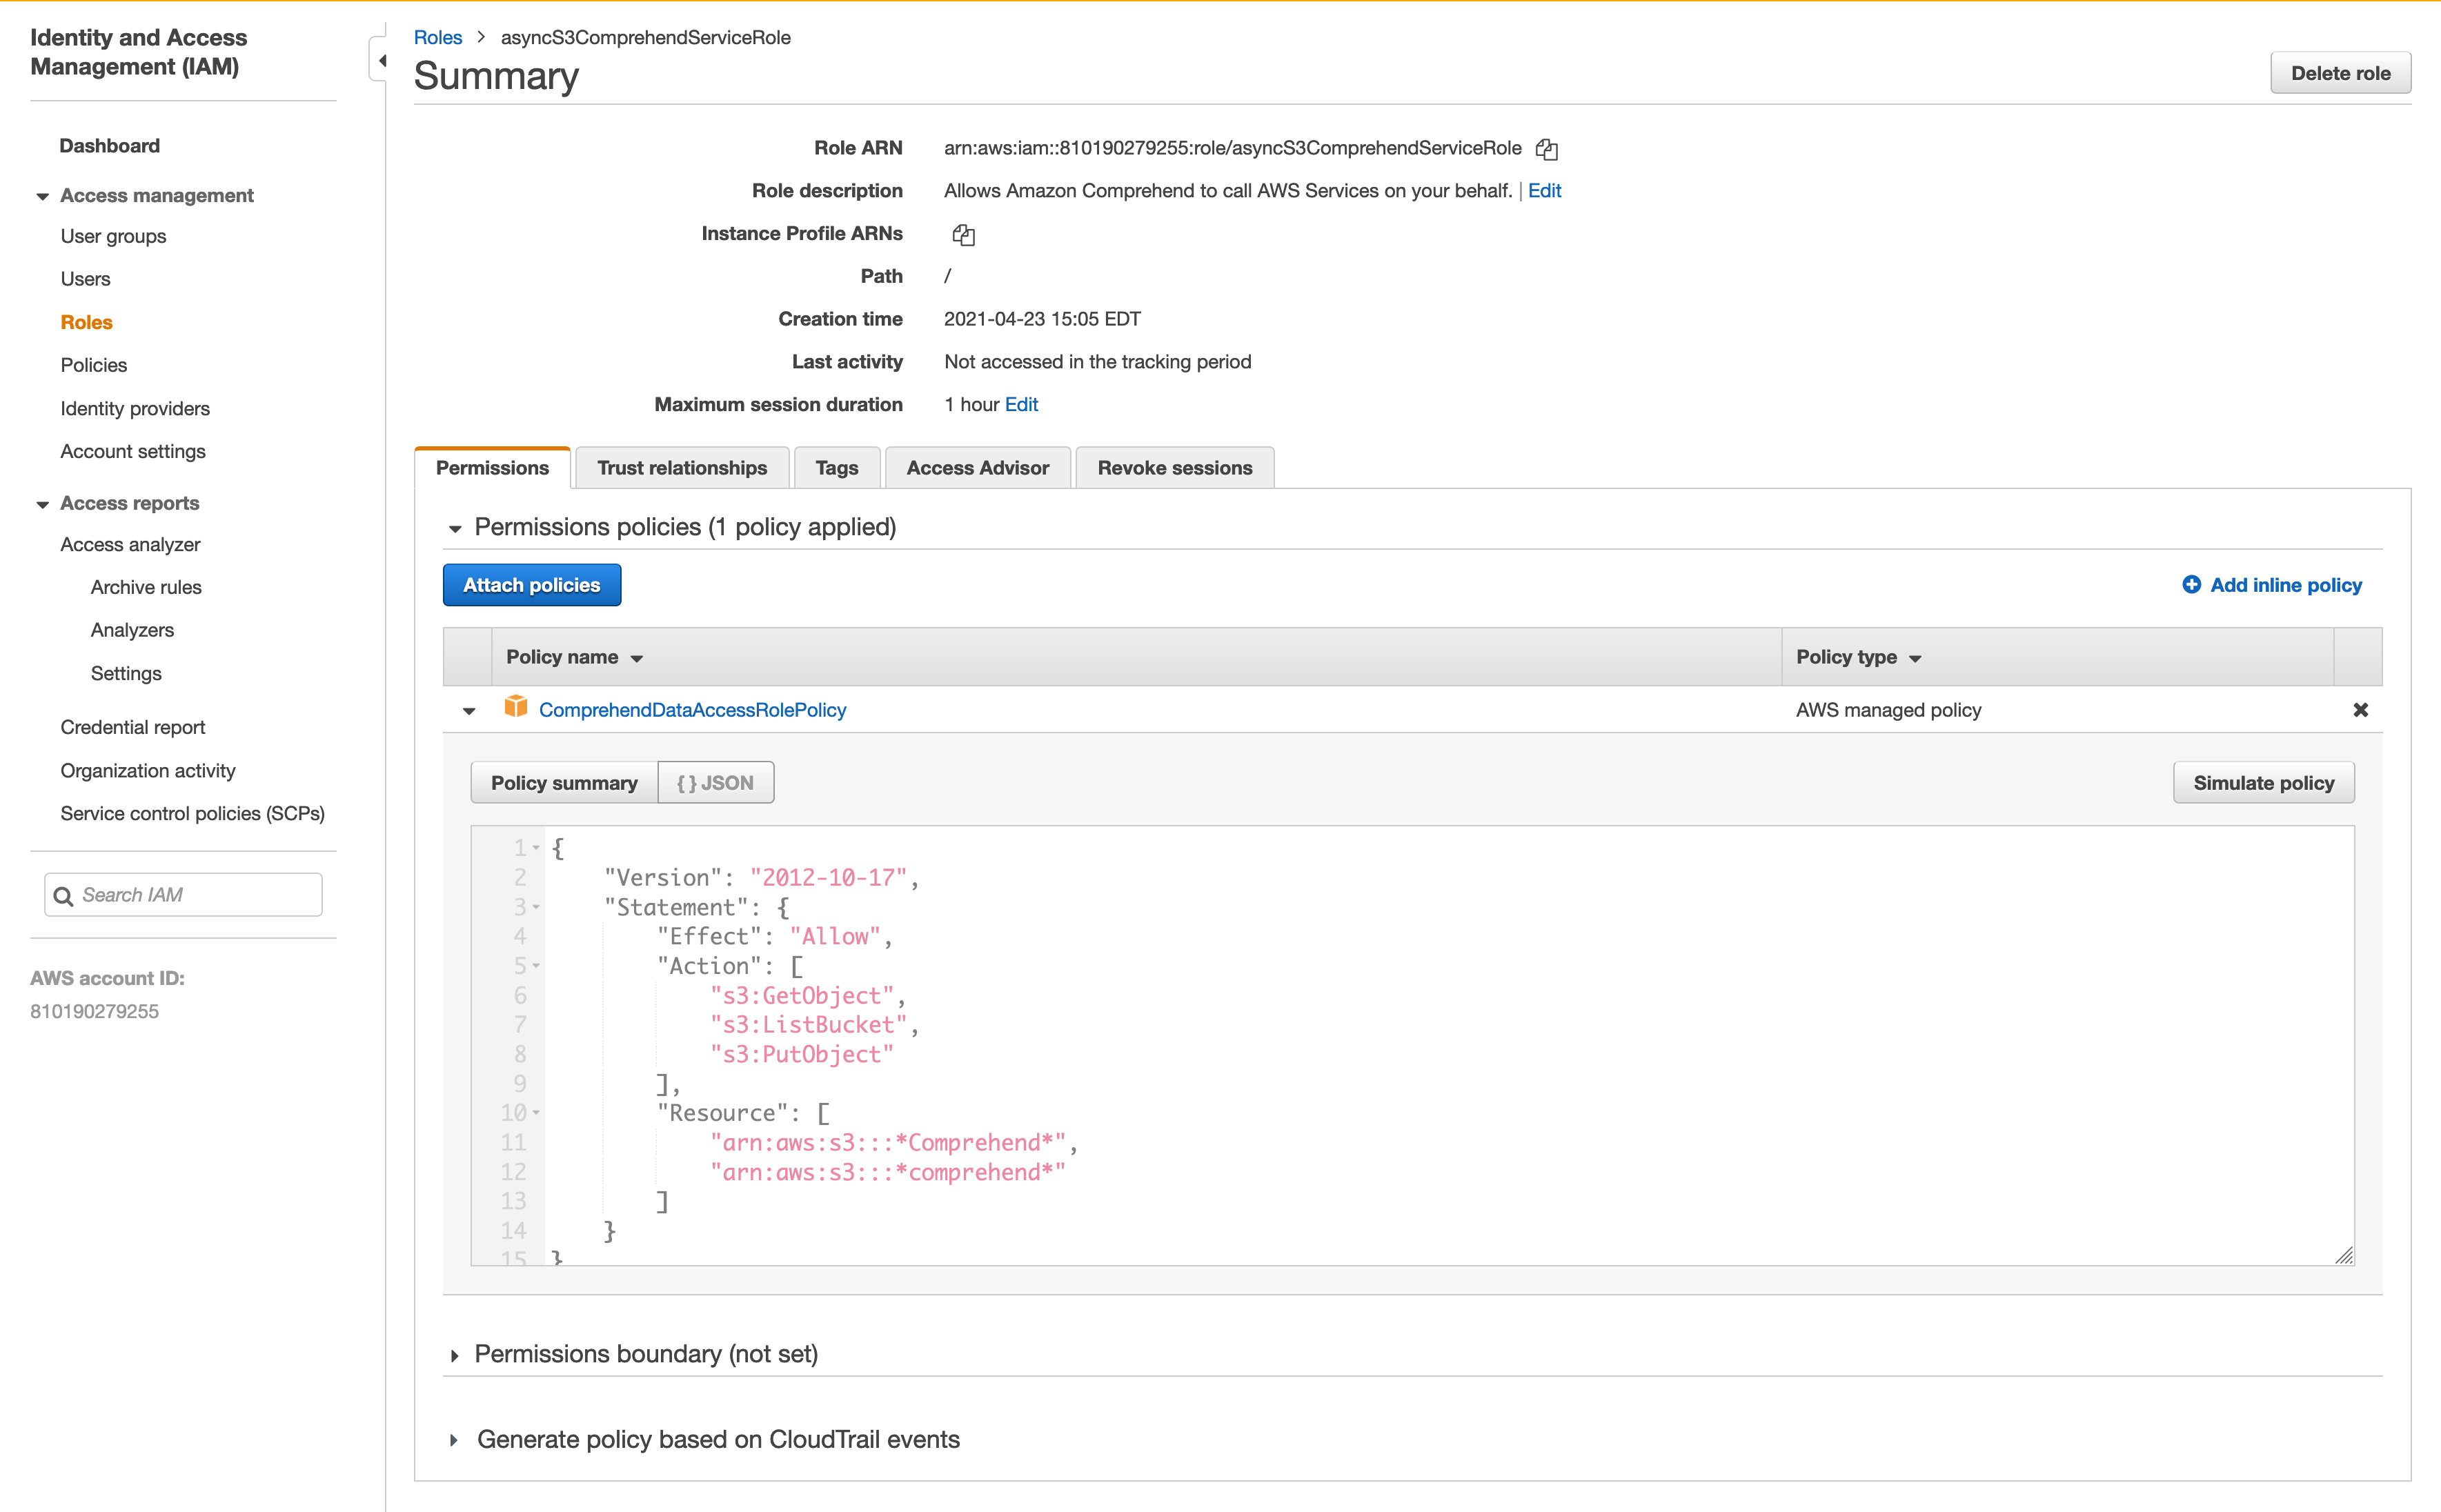 Identity and Access
Management (IAM)
Dashboard
Access management
User groups
Users
Roles
Policies
Identity providers
Account settings
Access reports
Access analyzer
Archive rules
Analyzers
Settings
Credential report
Organization activity
Service control policies (SCPs)
Search IAM
AWS account ID:
810190279255
Roles > asyncS3ComprehendServiceRole
Summary
Delete role
Role ARN arn:aws:iam::810190279255:role/asyncS3ComprehendServiceRole
Role description Allows Amazon Comprehend to call AWS Services on your behalf. | Edit
Instance Profile ARNs
Path /
Creation time 2021-04-23 15:05 EDT
Last activity Not accessed in the tracking period
Maximum session duration 1 hour Edit
Permissions Trust relationships Tags Access Advisor Revoke sessions
Permissions policies (1 policy applied)
Attach policies Add inline policy
Policy name Policy type
ComprehendDataAccessRolePolicy AWS managed policy
Policy summary { } JSON Simulate policy
1 {
2 "Version": "2012-10-17",
3 "Statement": {
4 "Effect": "Allow",
5 "Action": [
6 "s3:GetObject",
7 "s3:ListBucket",
8 "s3:PutObject"
9 ],
10 "Resource": [
11 "arn:aws:s3:::*Comprehend*",
12 "arn:aws:s3:::*comprehend*"
13 ]
14 }
15 }
Permissions boundary (not set)
Generate policy based on CloudTrail events